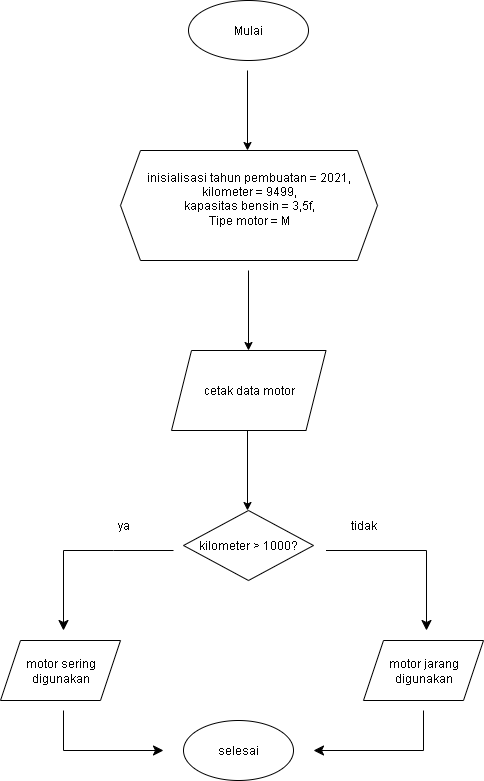 Mulai
inisialisasi tahun pembuatan = 2021,
kilometer = 9499,
kapasitas bensin = 3,5f,
Tipe motor = M
cetak data motor
ya
tidak
kilometer > 1000?
motor sering
digunakan
motor jarang
digunakan
selesai